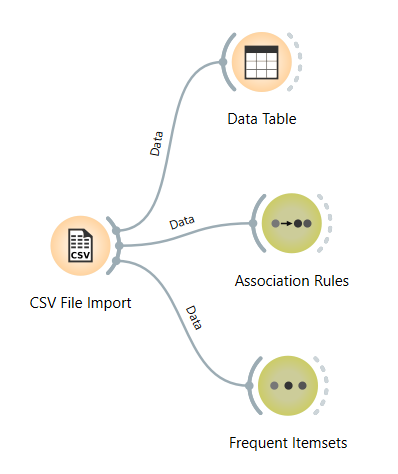 Data Table
Data
Data
Association Rules
CSV
CSV File Import
Data
Frequent Itemsets